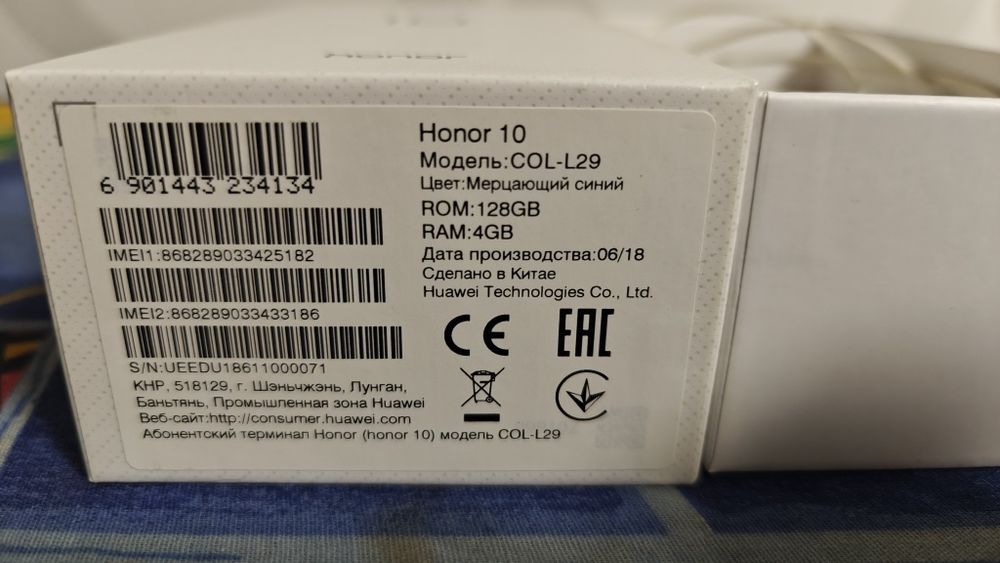 honor
6 901443 234134
IMEI1:868289033425182
IMEI2:868289033433186
S/N:UEEDU18611000071
КНР, 518129, г. Шэньчжэнь, Лунган,
Баньтянь, Промышленная зона Huawei
Веб-сайт:http://consumer.huawei.com
Абонентский терминал Honor (honor 10) модель COL-L29
Honor 10
Модель:COL-L29
Цвет:Мерцающий синий
ROM:128GB
RAM:4GB
Дата производства:06/18
Сделано в Китае
Huawei Technologies Co., Ltd.
CE EAC